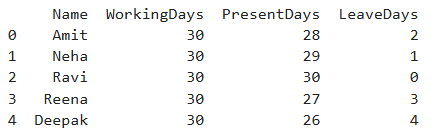 Name WorkingDays PresentDays LeaveDays
0 Amit 30 28 2
1 Neha 30 29 1
2 Ravi 30 30 0
3 Reena 30 27 3
4 Deepak 30 26 4